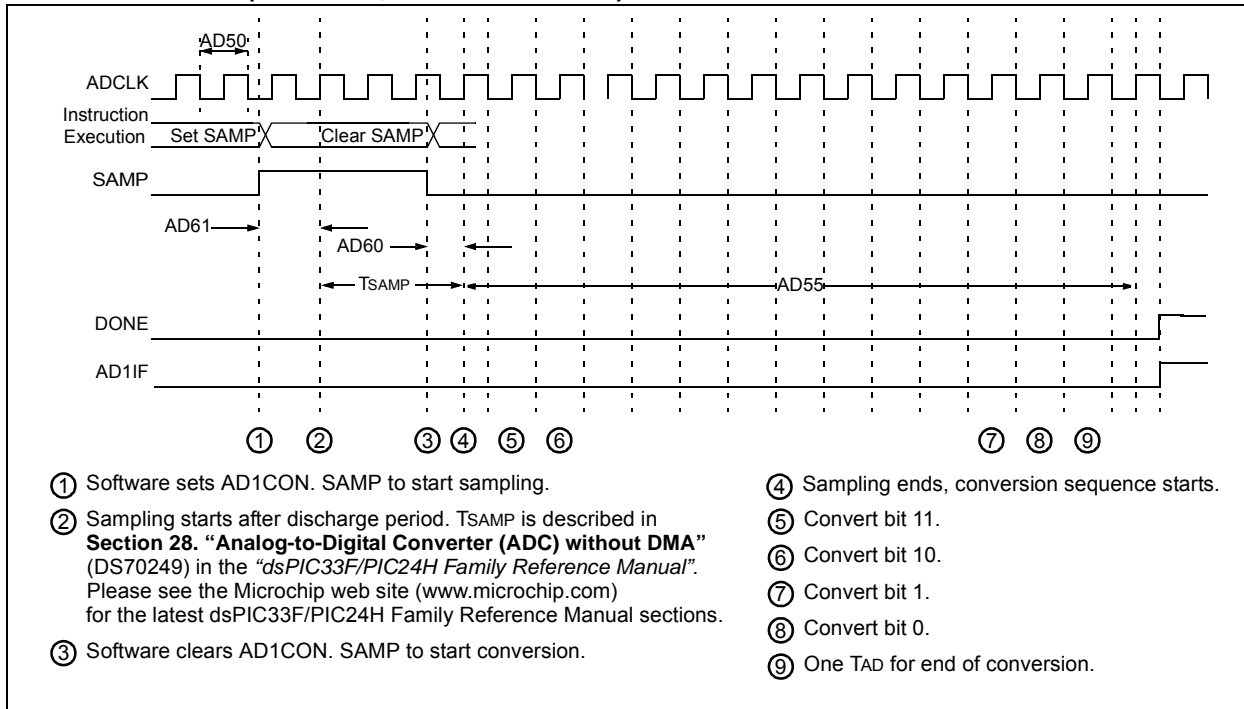 AD50
ADCLK
Instruction
Execution
Set SAMP
Clear SAMP
SAMP
AD61
AD60
TSAMP
AD55
DONE
AD1IF
① ② ③ ④ ⑤ ⑥ ⑦ ⑧ ⑨
① Software sets AD1CON. SAMP to start sampling.
② Sampling starts after discharge period. TSAMP is described in
Section 28. “Analog-to-Digital Converter (ADC) without DMA”
(DS70249) in the “dsPIC33F/PIC24H Family Reference Manual”.
Please see the Microchip web site (www.microchip.com)
for the latest dsPIC33F/PIC24H Family Reference Manual sections.
③ Software clears AD1CON. SAMP to start conversion.
④ Sampling ends, conversion sequence starts.
⑤ Convert bit 11.
⑥ Convert bit 10.
⑦ Convert bit 1.
⑧ Convert bit 0.
⑨ One TAD for end of conversion.